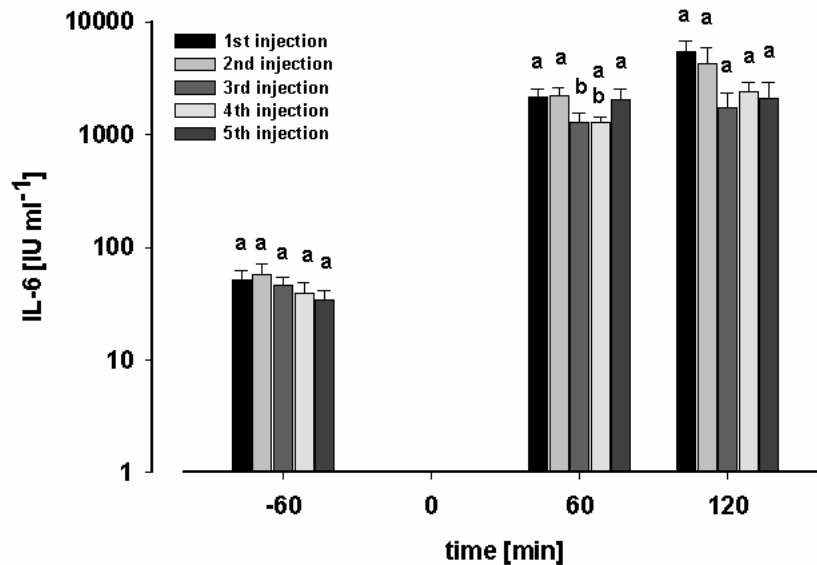 10000
1000
100
10
1
IL-6 [IU ml-1]
1st injection
2nd injection
3rd injection
4th injection
5th injection
a a a a a
a a b a b a
a a a a a
-60 0 60 120
time [min]